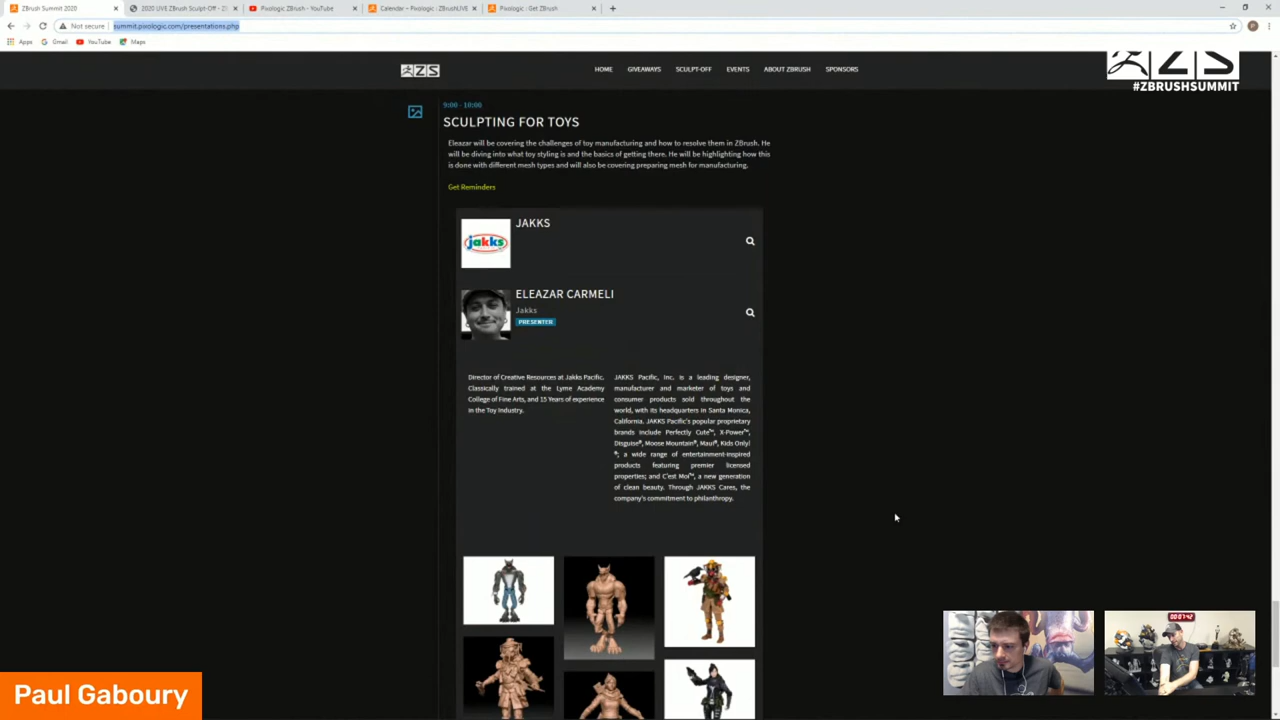 ZBrush Summit 2020
2020 LIVE ZBrush Sculpt-Off - Z
Pixologic ZBrush - YouTube
Calendar – Pixologic : ZBrushLIVE
Pixologic : Get ZBrush
Not secure
summit.pixologic.com/presentations.php
P
Apps
Gmail
YouTube
Maps
ZS
HOME
GIVEAWAYS
SCULPT-OFF
EVENTS
ABOUT ZBRUSH
SPONSORS
ZS
#ZBRUSHSUMMIT
9:00 - 10:00
SCULPTING FOR TOYS
Eleazar will be covering the challenges of toy manufacturing and how to resolve them in ZBrush. He
will be diving into what toy styling is and the basics of getting there. He will be highlighting how this
is done with different mesh types and will also be covering preparing mesh for manufacturing.
Get Reminders
jakks
JAKKS
ELEAZAR CARMELI
Jakks
PRESENTER
Director of Creative Resources at Jakks Pacific.
Classically trained at the Lyme Academy
College of Fine Arts, and 15 Years of experience
in the Toy Industry.
JAKKS Pacific, Inc. is a leading designer,
manufacturer and marketer of toys and
consumer products sold throughout the
world, with its headquarters in Santa Monica,
California. JAKKS Pacific's popular proprietary
brands include Perfectly Cute™, X-Power™,
Disguise®, Moose Mountain®, Maui®, Kids Only!
®; a wide range of entertainment-inspired
products featuring premier licensed
properties; and C'est Moi™, a new generation
of clean beauty. Through JAKKS Cares, the
company's commitment to philanthropy.
00:07:42
Paul Gaboury